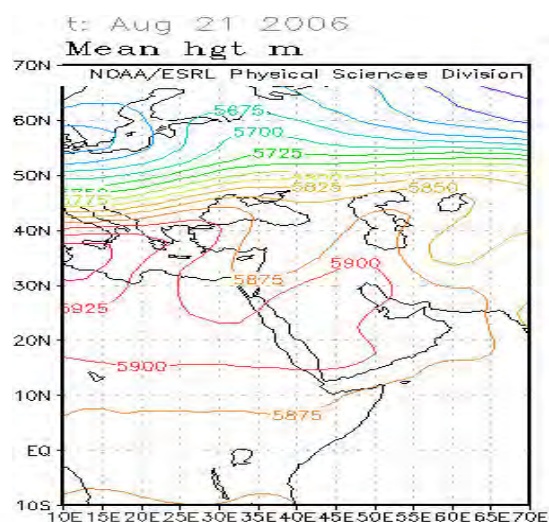 t: Aug 21 2006
Mean hgt m
70N
NOAA/ESRL Physical Sciences Division
5675
60N
5700
5725
50N
5825
5850
5775
40N
5900
5875
30N
5925
20N
5900
10N
5875
EQ
10S
10E 15E 20E 25E 30E 35E 40E 45E 50E 55E 60E 65E 70E